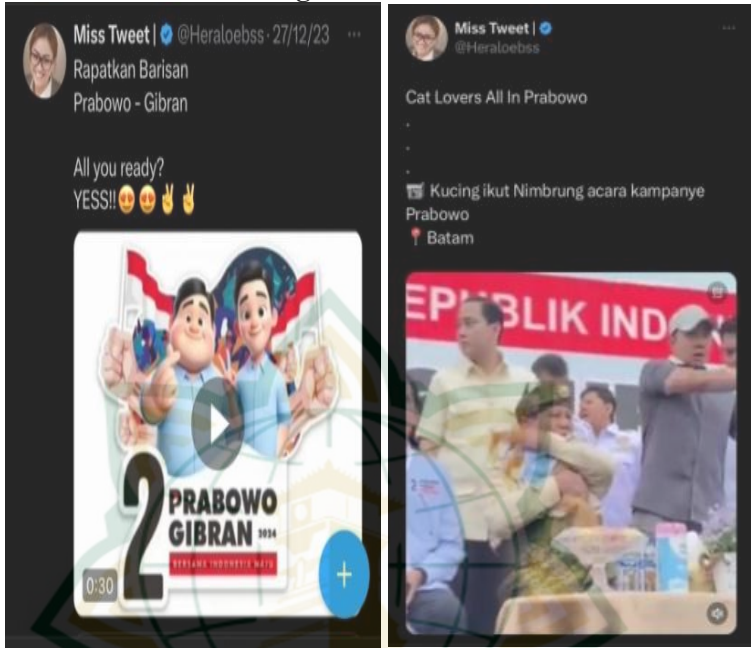 Miss Tweet | @Heraloebss · 27/12/23 ...
Rapatkan Barisan
Prabowo - Gibran
All you ready?
YESS!!😍😍✌️✌️
2
PRABOWO
GIBRAN 2024
BERSAMA INDONESIA MAJU
0:30
+
Miss Tweet | ...
@Heraloebss
Cat Lovers All In Prabowo
.
.
.
Kucing ikut Nimbrung acara kampanye
Prabowo
📍 Batam
EPUBLIK IND
2